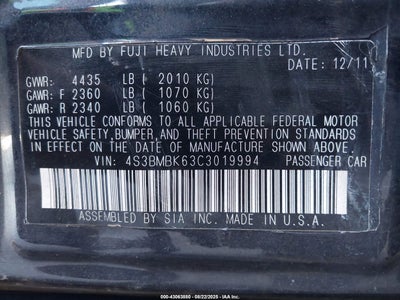 MFD. BY FUJI HEAVY INDUSTRIES LTD.
DATE: 12/11
GVWR: 4435 LB ( 2010 KG)
GAWR: F 2360 LB ( 1070 KG)
GAWR: R 2340 LB ( 1060 KG)
THIS VEHICLE CONFORMS TO ALL APPLICABLE FEDERAL MOTOR
VEHICLE SAFETY, BUMPER, AND THEFT PREVENTION STANDARDS
IN EFFECT ON THE DATE OF MANUFACTURE SHOWN ABOVE.
VIN: 4S3BMBK63C3019994 PASSENGER CAR
ASSEMBLED BY SIA INC. MADE IN U.S.A.
000-43063080 - 08/22/2025 - IAA Inc.